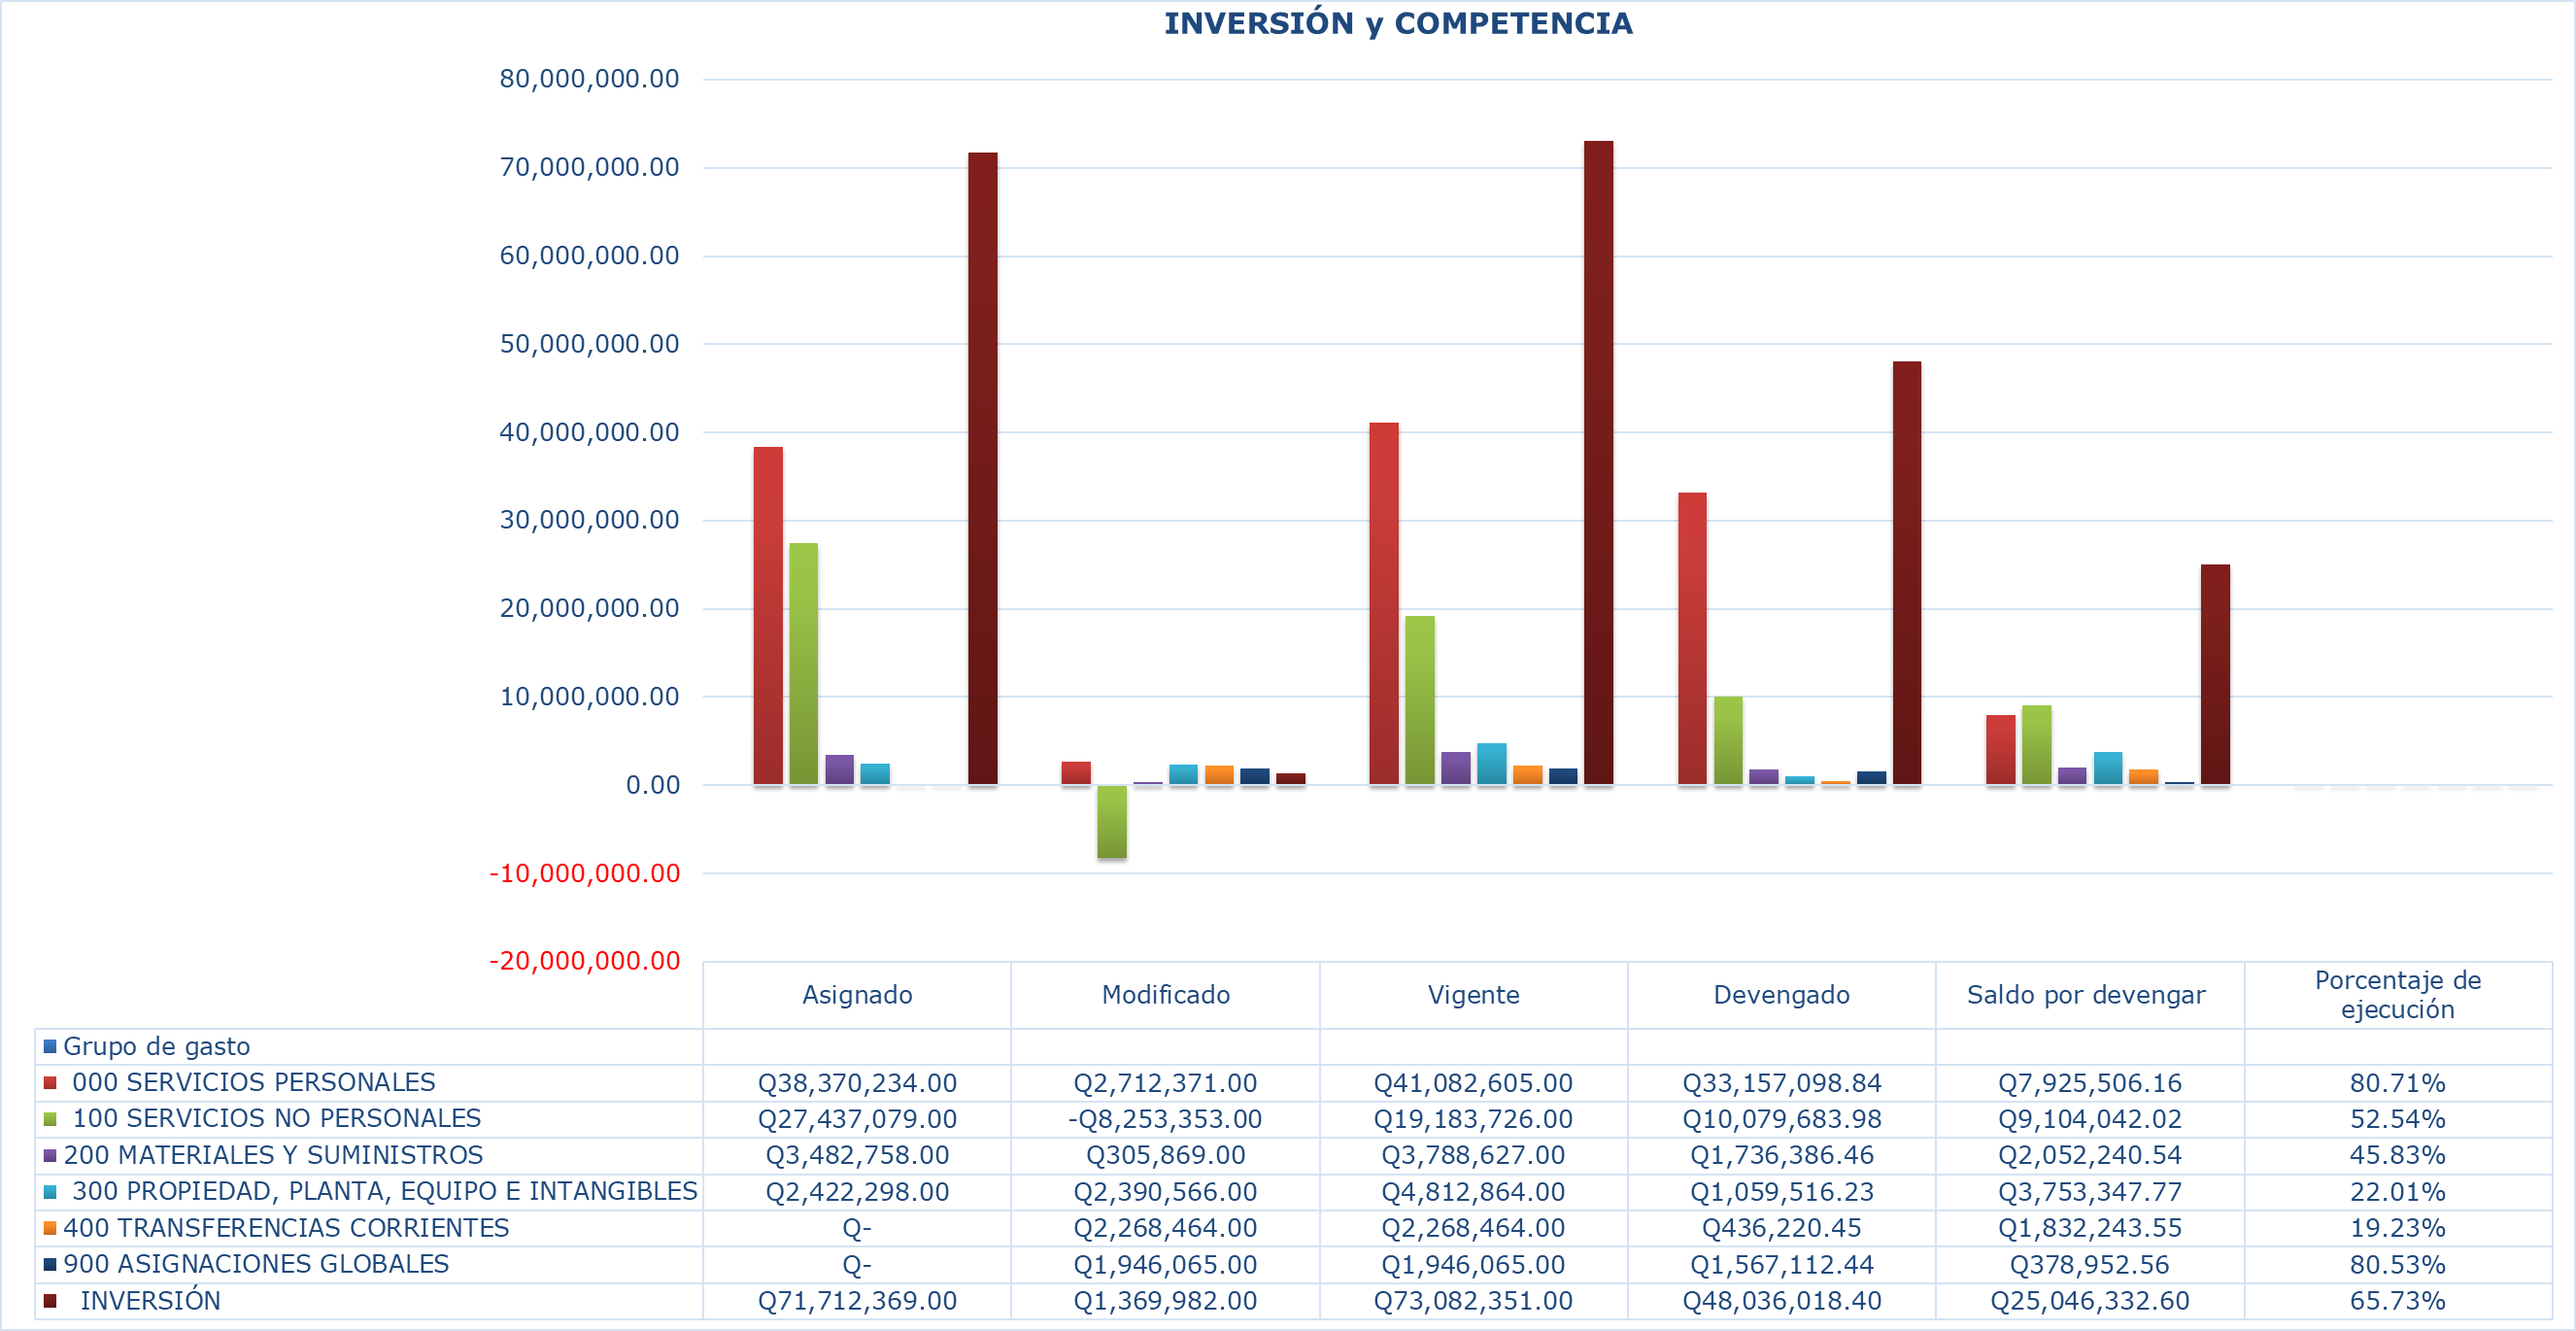 INVERSIÓN y COMPETENCIA
80,000,000.00
70,000,000.00
60,000,000.00
50,000,000.00
40,000,000.00
30,000,000.00
20,000,000.00
10,000,000.00
0.00
-10,000,000.00
-20,000,000.00
Asignado Modificado Vigente Devengado Saldo por devengar Porcentaje de
ejecución
Grupo de gasto
000 SERVICIOS PERSONALES Q38,370,234.00 Q2,712,371.00 Q41,082,605.00 Q33,157,098.84 Q7,925,506.16 80.71%
100 SERVICIOS NO PERSONALES Q27,437,079.00 -Q8,253,353.00 Q19,183,726.00 Q10,079,683.98 Q9,104,042.02 52.54%
200 MATERIALES Y SUMINISTROS Q3,482,758.00 Q305,869.00 Q3,788,627.00 Q1,736,386.46 Q2,052,240.54 45.83%
300 PROPIEDAD, PLANTA, EQUIPO E INTANGIBLES Q2,422,298.00 Q2,390,566.00 Q4,812,864.00 Q1,059,516.23 Q3,753,347.77 22.01%
400 TRANSFERENCIAS CORRIENTES Q- Q2,268,464.00 Q2,268,464.00 Q436,220.45 Q1,832,243.55 19.23%
900 ASIGNACIONES GLOBALES Q- Q1,946,065.00 Q1,946,065.00 Q1,567,112.44 Q378,952.56 80.53%
INVERSIÓN Q71,712,369.00 Q1,369,982.00 Q73,082,351.00 Q48,036,018.40 Q25,046,332.60 65.73%